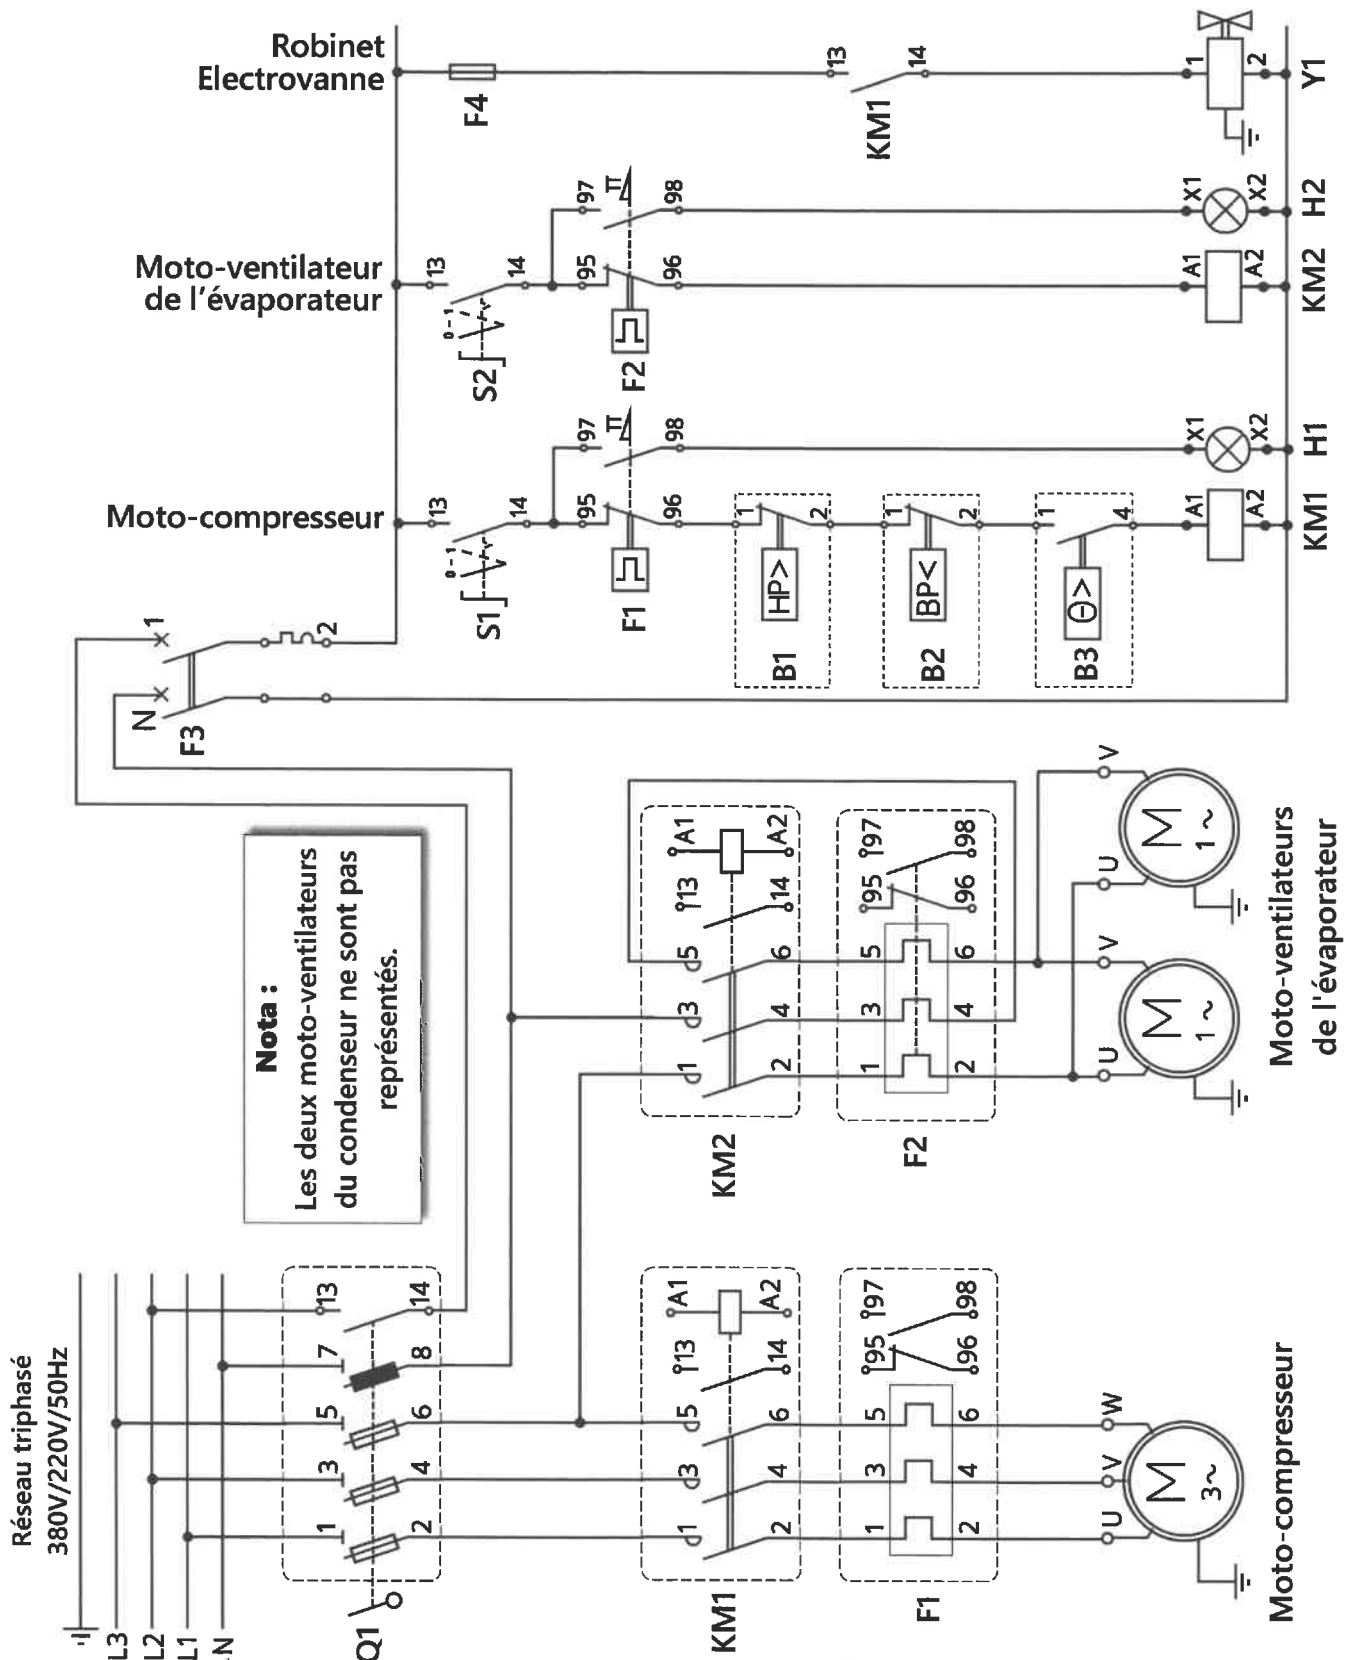 Robinet
Electrovanne
F4
13
14
KM1
1
2
Y1
Moto-ventilateur
de l'évaporateur
13
14
0 - 1
S2
95
96
97
98
F2
A1
A2
KM2
X1
X2
H2
Moto-compresseur
13
14
0 - 1
S1
95
96
97
98
F1
1
2
HP>
B1
1
2
BP<
B2
1
4
Θ>
B3
A1
A2
KM1
X1
X2
H1
N
1
2
F3
Nota :
Les deux moto-ventilateurs
du condenseur ne sont pas
représentés.
Réseau triphasé
380V/220V/50Hz
L3
L2
L1
N
Q1
1
2
3
4
5
6
7
8
13
14
KM1
1
2
3
4
5
6
13
14
A1
A2
F1
1
2
3
4
5
6
95
96
97
98
U
V
W
M
3~
Moto-compresseur
KM2
1
2
3
4
5
6
13
14
A1
A2
F2
1
2
3
4
5
6
95
96
97
98
U
V
M
1~
U
V
M
1~
Moto-ventilateurs
de l'évaporateur